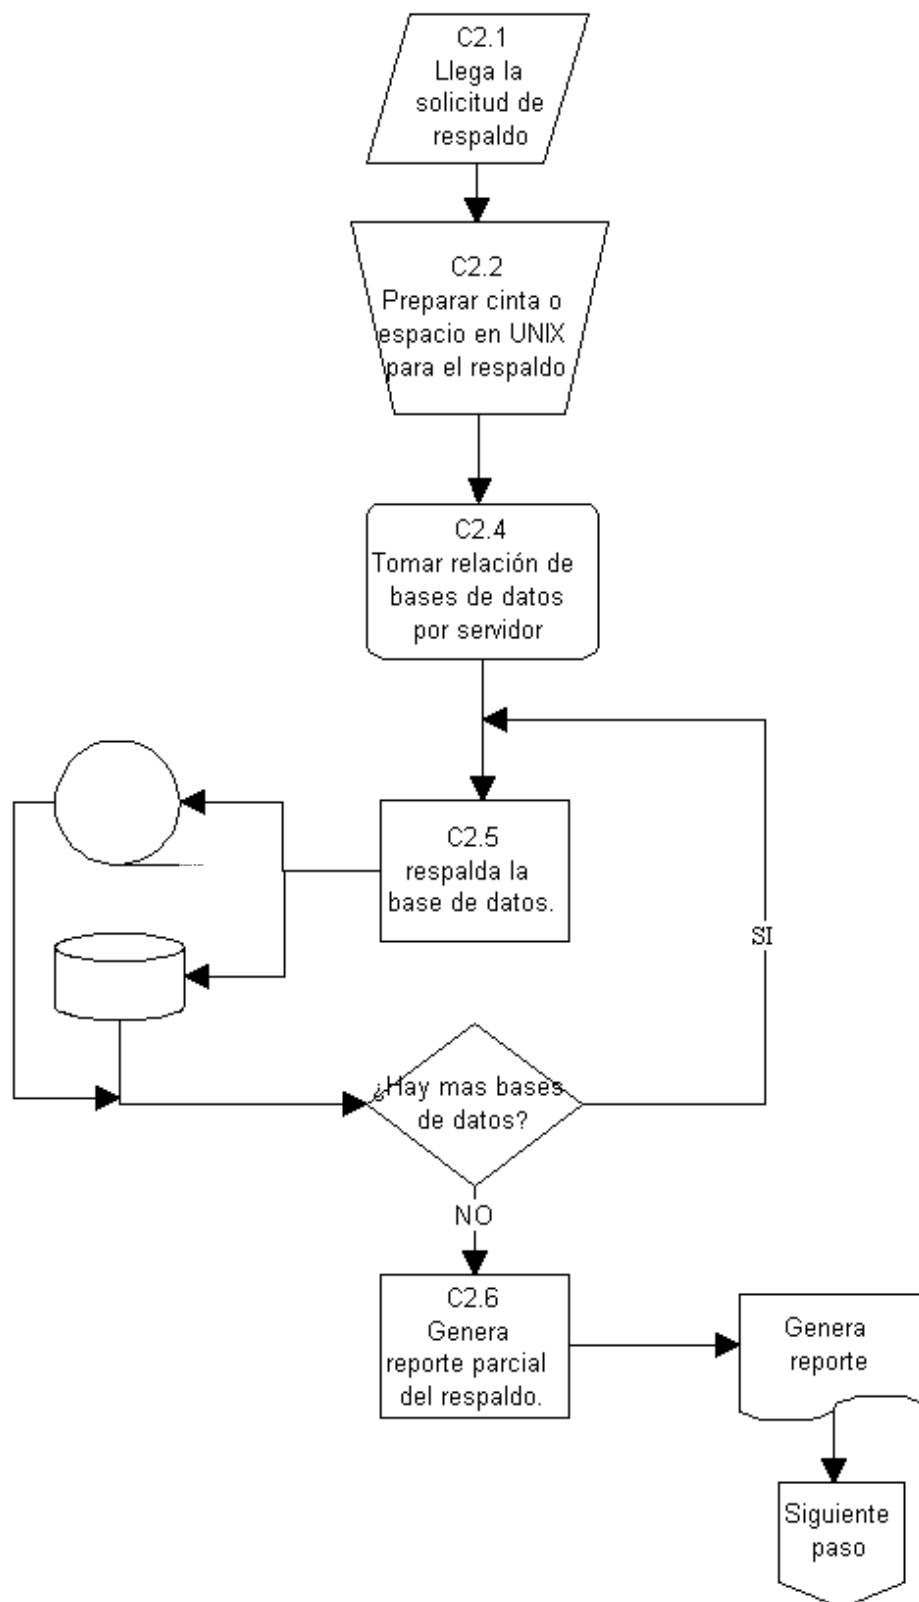 C2.1
Llega la
solicitud de
respaldo
C2.2
Preparar cinta o
espacio en UNIX
para el respaldo
C2.4
Tomar relación de
bases de datos
por servidor
C2.5
respalda la
base de datos.
SI
¿Hay mas bases
de datos?
NO
C2.6
Genera
reporte parcial
del respaldo.
Genera
reporte
Siguiente
paso